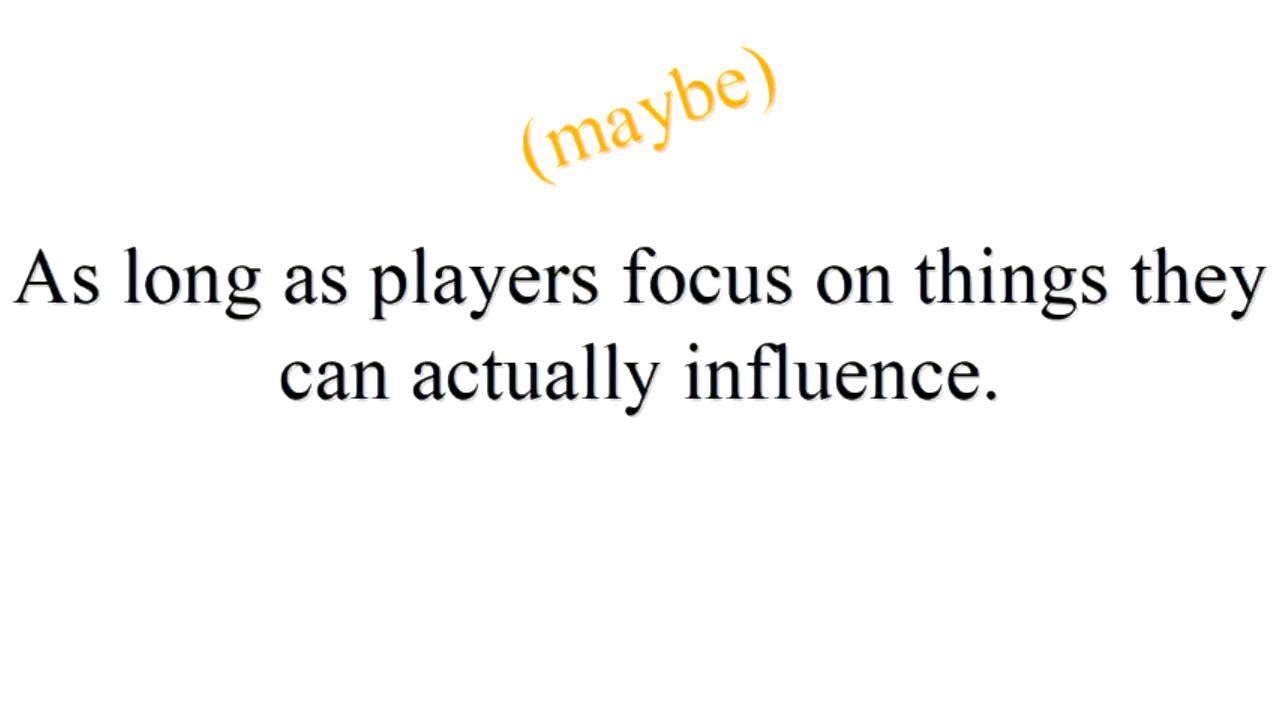 (maybe)
As long as players focus on things they
can actually influence.